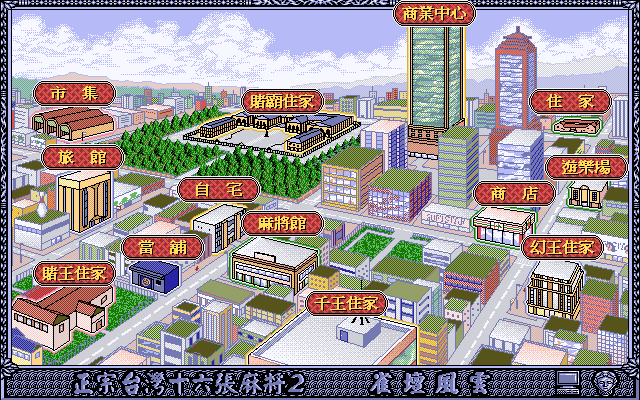 商業中心
市集
賭霸住家
住家
旅館
遊樂場
自宅
商店
麻將館
當舖
幻王住家
賭王住家
千王住家
正宗台灣十六張麻將2 雀壇風雲